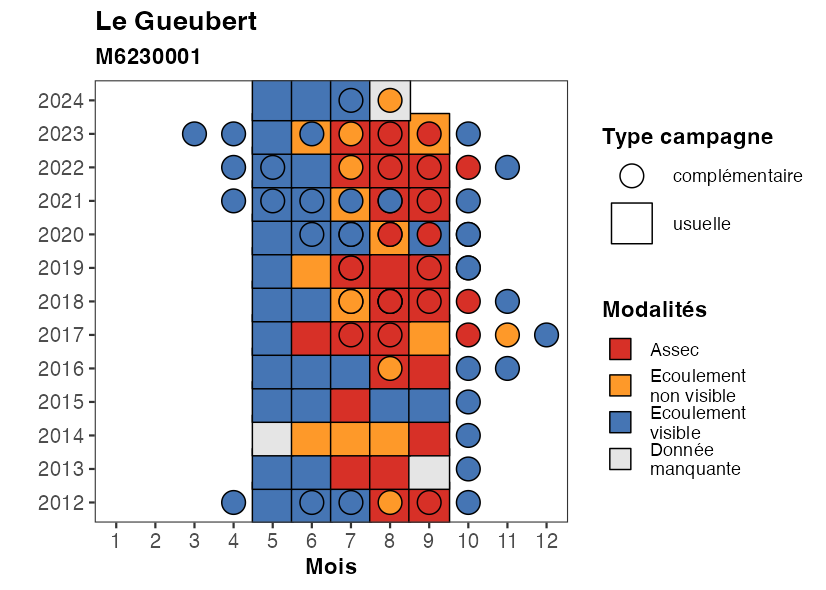 Le Gueubert
M6230001
2024
2023
2022
2021
2020
2019
2018
2017
2016
2015
2014
2013
2012
1 2 3 4 5 6 7 8 9 10 11 12
Mois
Type campagne
complémentaire
usuelle
Modalités
Assec
Ecoulement
non visible
Ecoulement
visible
Donnée
manquante